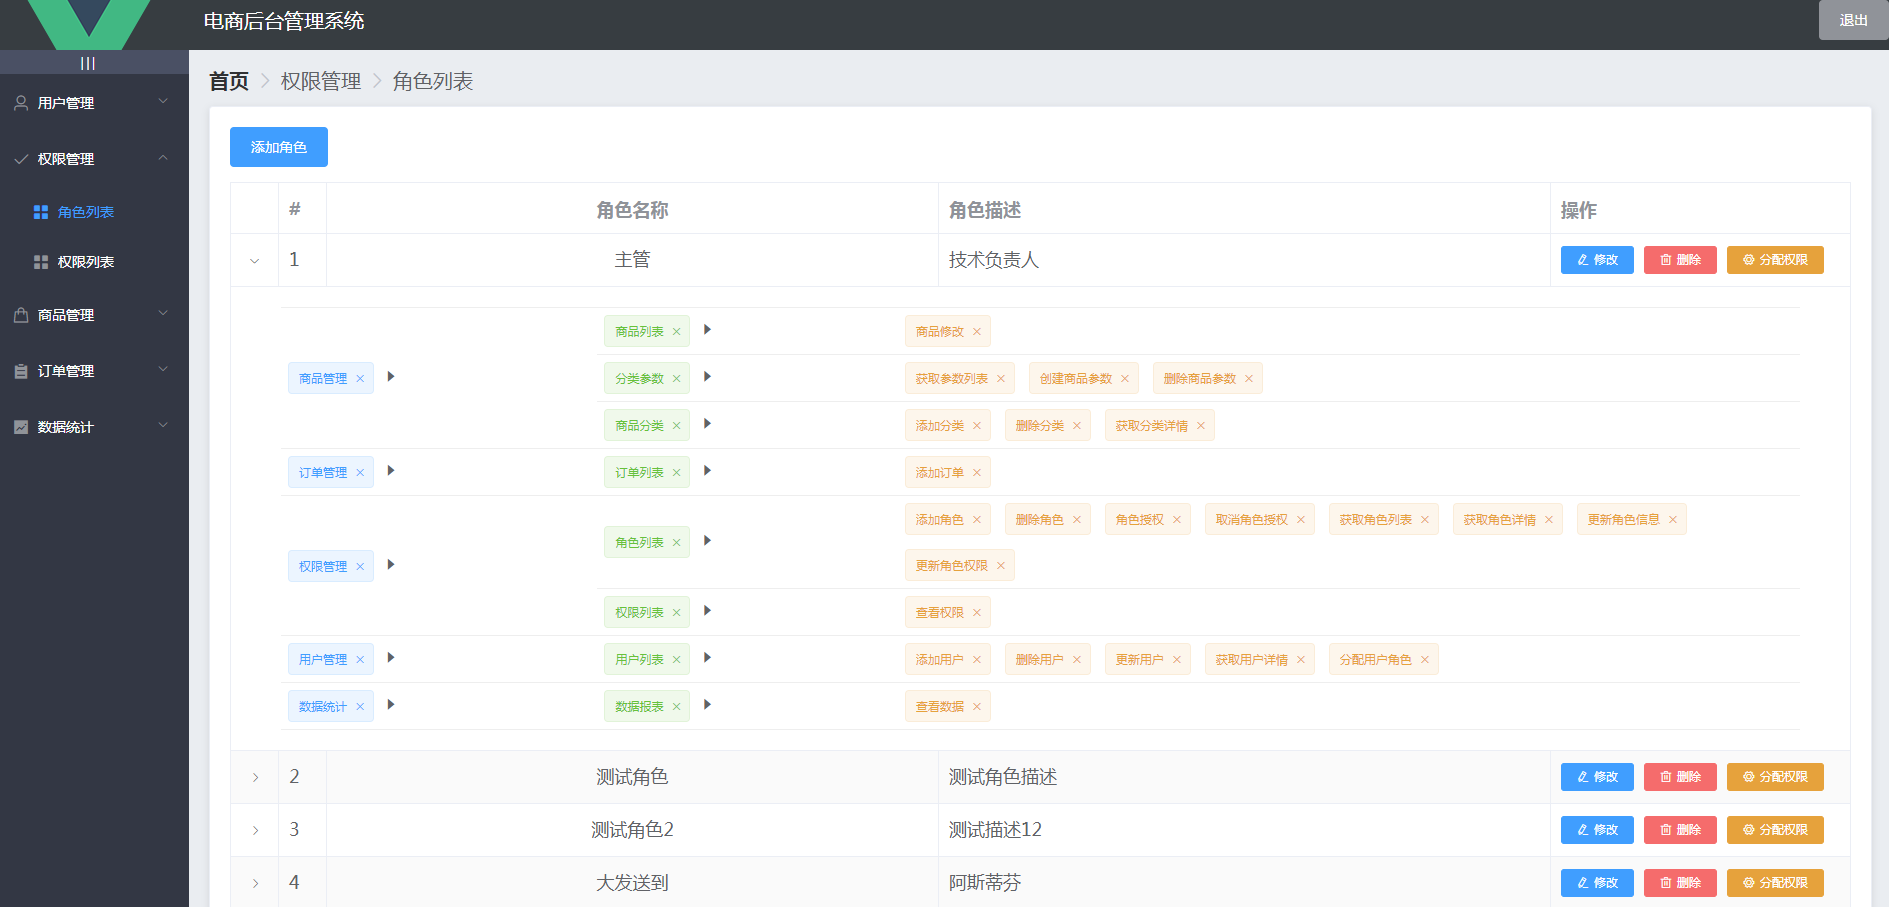 电商后台管理系统
退出
|||
用户管理
权限管理
角色列表
权限列表
商品管理
订单管理
数据统计
首页 > 权限管理 > 角色列表
添加角色
# 角色名称 角色描述 操作
1 主管 技术负责人 修改 删除 分配权限
商品列表 商品修改
商品管理 分类参数 获取参数列表 创建商品参数 删除商品参数
商品分类 添加分类 删除分类 获取分类详情
订单管理 订单列表 添加订单
权限管理 角色列表 添加角色 删除角色 角色授权 取消角色授权 获取角色列表 获取角色详情 更新角色信息
更新角色权限
权限列表 查看权限
用户管理 用户列表 添加用户 删除用户 更新用户 获取用户详情 分配用户角色
数据统计 数据报表 查看数据
2 测试角色 测试角色描述 修改 删除 分配权限
3 测试角色2 测试描述12 修改 删除 分配权限
4 大发送到 阿斯蒂芬 修改 删除 分配权限